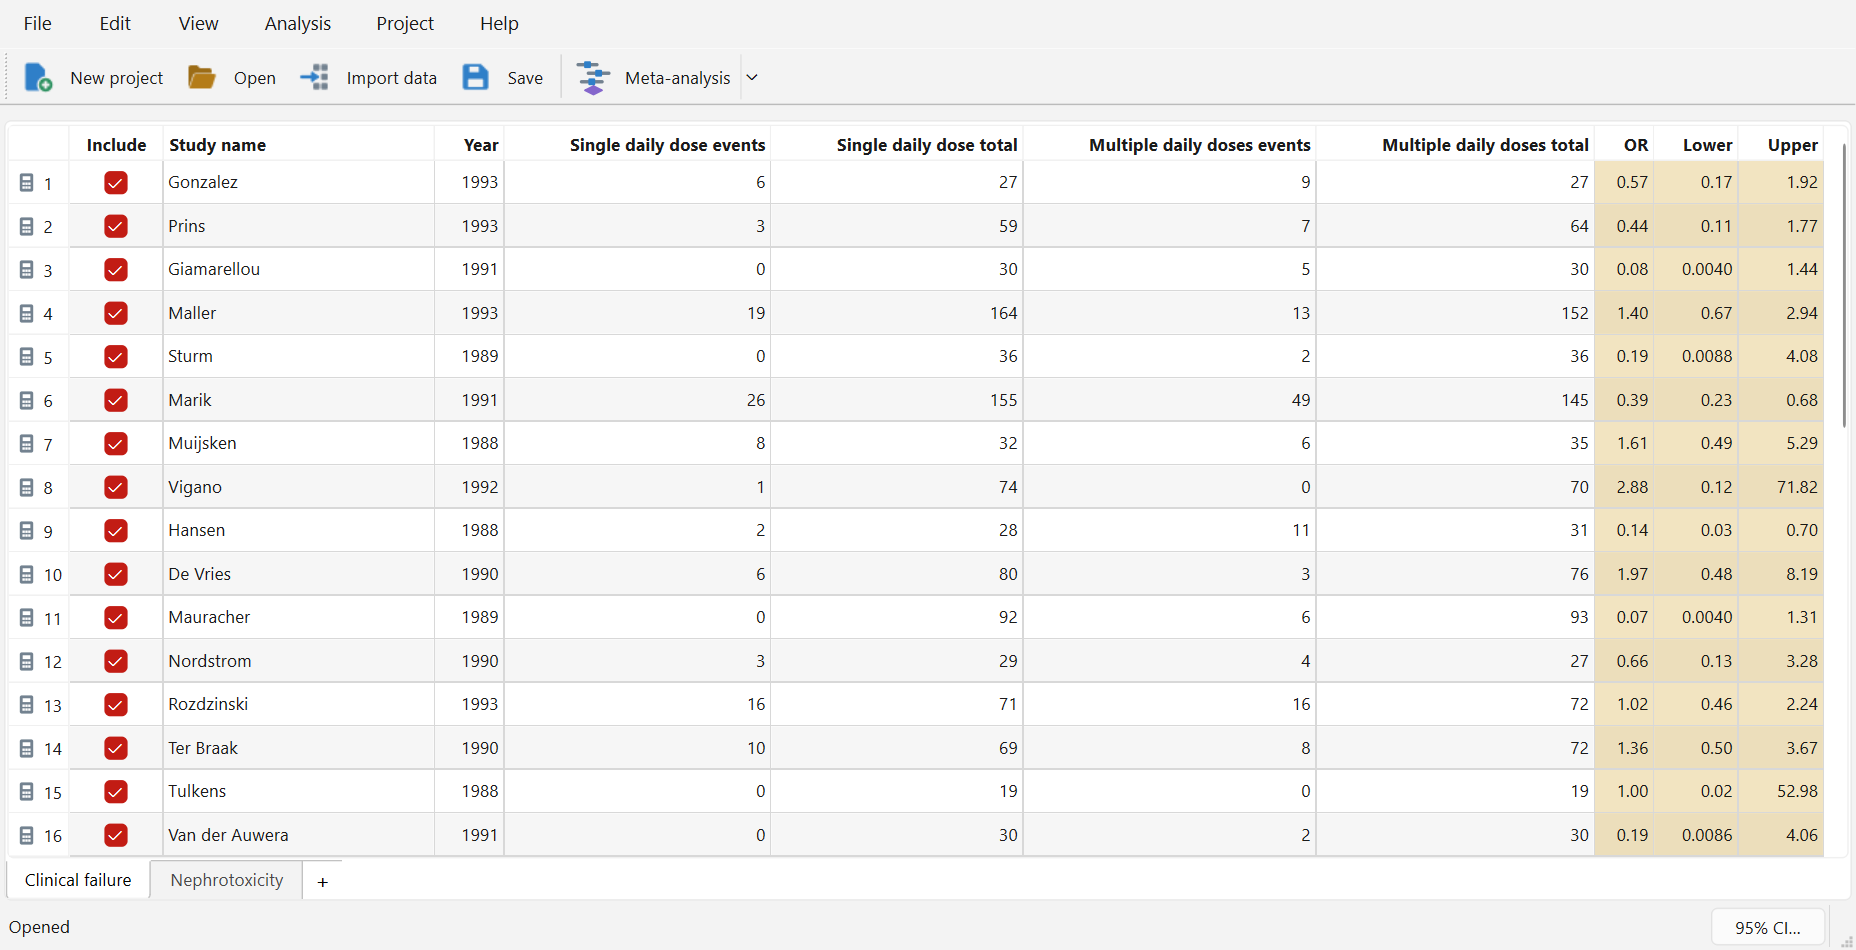 File Edit View Analysis Project Help
New project Open Import data Save Meta-analysis
Include Study name Year Single daily dose events Single daily dose total Multiple daily doses events Multiple daily doses total OR Lower Upper
1 Gonzalez 1993 6 27 9 27 0.57 0.17 1.92
2 Prins 1993 3 59 7 64 0.44 0.11 1.77
3 Giamarellou 1991 0 30 5 30 0.08 0.0040 1.44
4 Maller 1993 19 164 13 152 1.40 0.67 2.94
5 Sturm 1989 0 36 2 36 0.19 0.0088 4.08
6 Marik 1991 26 155 49 145 0.39 0.23 0.68
7 Muijsken 1988 8 32 6 35 1.61 0.49 5.29
8 Vigano 1992 1 74 0 70 2.88 0.12 71.82
9 Hansen 1988 2 28 11 31 0.14 0.03 0.70
10 De Vries 1990 6 80 3 76 1.97 0.48 8.19
11 Mauracher 1989 0 92 6 93 0.07 0.0040 1.31
12 Nordstrom 1990 3 29 4 27 0.66 0.13 3.28
13 Rozdzinski 1993 16 71 16 72 1.02 0.46 2.24
14 Ter Braak 1990 10 69 8 72 1.36 0.50 3.67
15 Tulkens 1988 0 19 0 19 1.00 0.02 52.98
16 Van der Auwera 1991 0 30 2 30 0.19 0.0086 4.06
Clinical failure Nephrotoxicity +
Opened 95% CI...